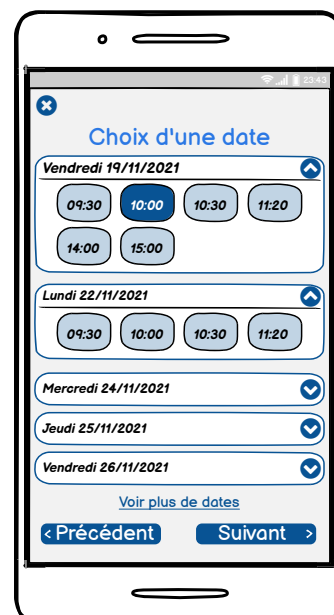 23:43
Choix d'une date
Vendredi 19/11/2021
09:30 10:00 10:30 11:20
14:00 15:00
Lundi 22/11/2021
09:30 10:00 10:30 11:20
Mercredi 24/11/2021
Jeudi 25/11/2021
Vendredi 26/11/2021
Voir plus de dates
< Précédent Suivant >